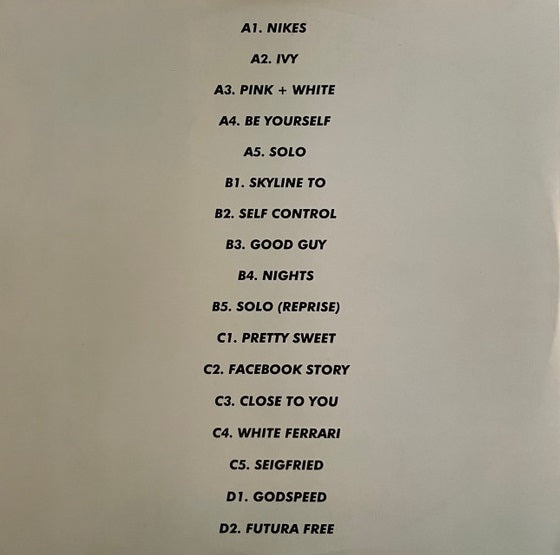 A1. NIKES
A2. IVY
A3. PINK + WHITE
A4. BE YOURSELF
A5. SOLO
B1. SKYLINE TO
B2. SELF CONTROL
B3. GOOD GUY
B4. NIGHTS
B5. SOLO (REPRISE)
C1. PRETTY SWEET
C2. FACEBOOK STORY
C3. CLOSE TO YOU
C4. WHITE FERRARI
C5. SEIGFRIED
D1. GODSPEED
D2. FUTURA FREE